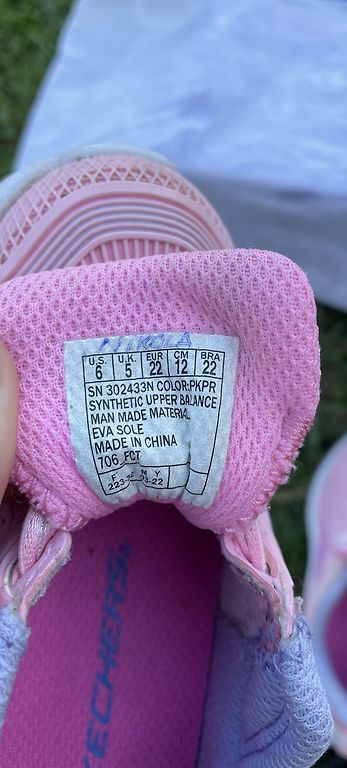 NIKOLA
U.S. U.K. EUR CM BRA
6 5 22 12 22
SN 302433N COLOR:PKPR
SYNTHETIC UPPER BALANCE
MAN MADE MATERIAL
EVA SOLE
MADE IN CHINA
706 FCT
F M Y
SKECHERS